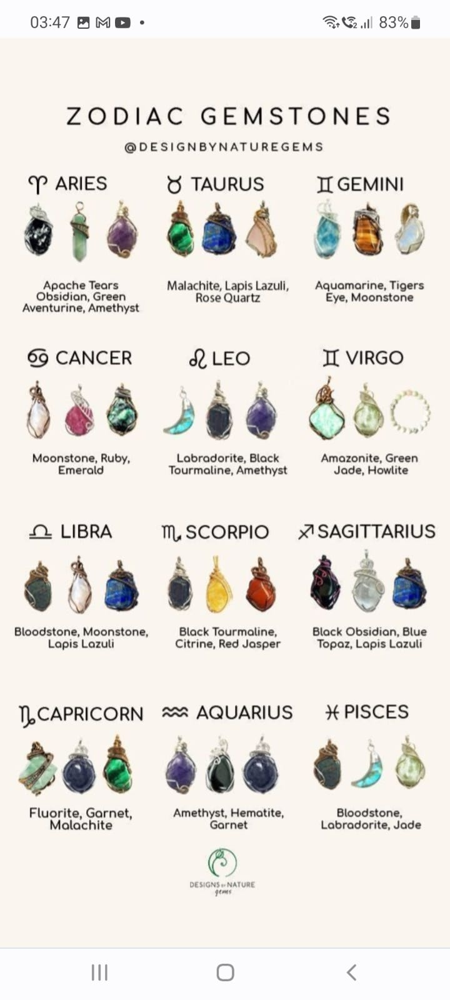 03:47
83%
ZODIAC GEMSTONES
@DESIGNBYNATUREGEMS
♈ ARIES
♉ TAURUS
♊ GEMINI
Apache Tears
Obsidian, Green
Aventurine, Amethyst
Malachite, Lapis Lazuli,
Rose Quartz
Aquamarine, Tigers
Eye, Moonstone
♋ CANCER
♌ LEO
♊ VIRGO
Moonstone, Ruby,
Emerald
Labradorite, Black
Tourmaline, Amethyst
Amazonite, Green
Jade, Howlite
♎ LIBRA
♏ SCORPIO
♐ SAGITTARIUS
Bloodstone, Moonstone,
Lapis Lazuli
Black Tourmaline,
Citrine, Red Jasper
Black Obsidian, Blue
Topaz, Lapis Lazuli
♑ CAPRICORN
♒ AQUARIUS
♓ PISCES
Fluorite, Garnet,
Malachite
Amethyst, Hematite,
Garnet
Bloodstone,
Labradorite, Jade
DESIGNS BY NATURE
gems